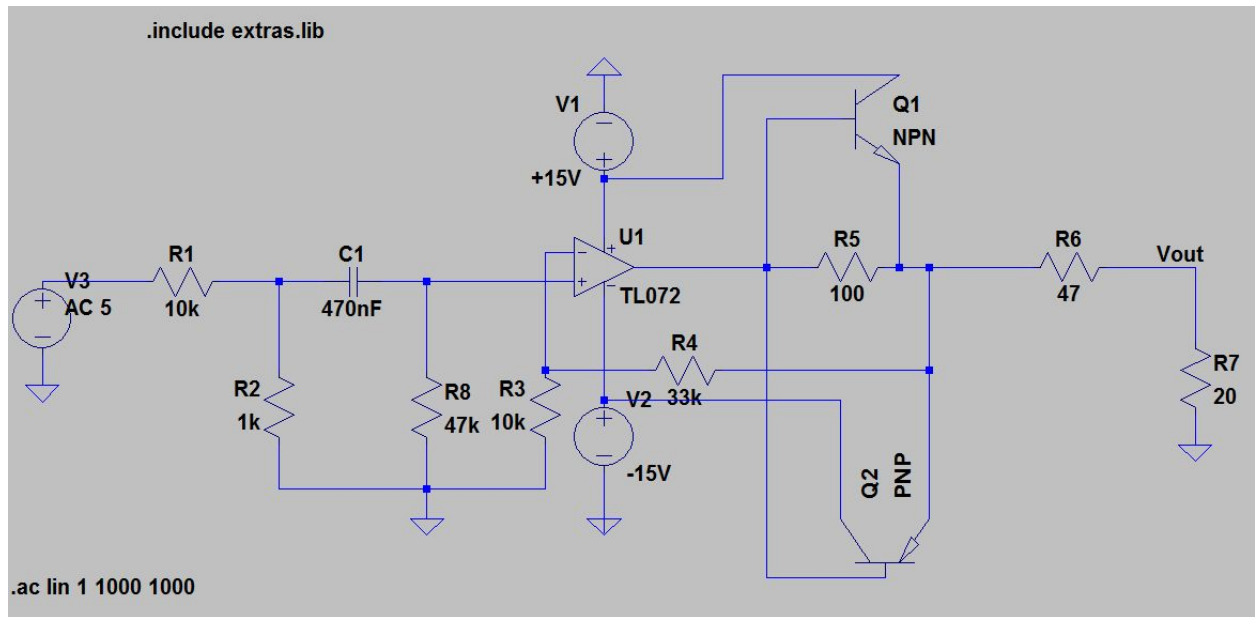 .include extras.lib
V1
+15V
Q1
NPN
U1
TL072
R1
10k
C1
470nF
V3
AC 5
R5
100
R6
47
Vout
R2
1k
R8
47k
R3
10k
R4
33k
V2
-15V
R7
20
Q2
PNP
.ac lin 1 1000 1000